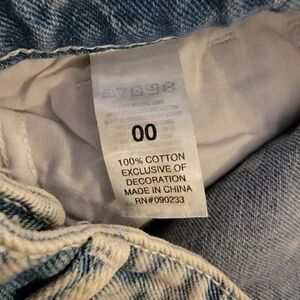 00
100% COTTON
EXCLUSIVE OF
DECORATION
MADE IN CHINA
RN#090233